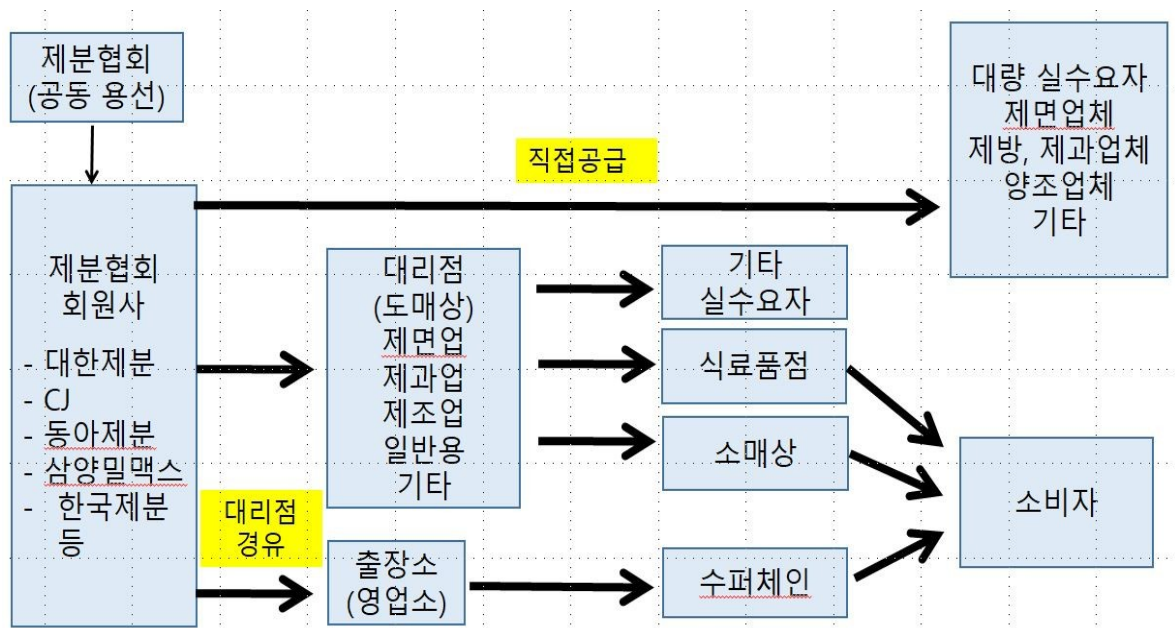 제분협회
(공동 용선)
대량 실수요자
제면업체
제방, 제과업체
양조업체
기타
직접공급
제분협회
회원사
- 대한제분
- CJ
- 동아제분
- 삼양밀맥스
- 한국제분
등
대리점
(도매상)
제면업
제과업
제조업
일반용
기타
기타
실수요자
식료품점
소매상
소비자
대리점
경유
출장소
(영업소)
수퍼체인